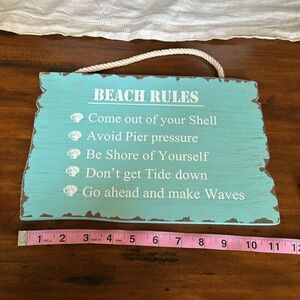 BEACH RULES
Come out of your Shell
Avoid Pier pressure
Be Shore of Yourself
Don't get Tide down
Go ahead and make Waves
1 2 3 4 5 6 7 8 9 10 11 12